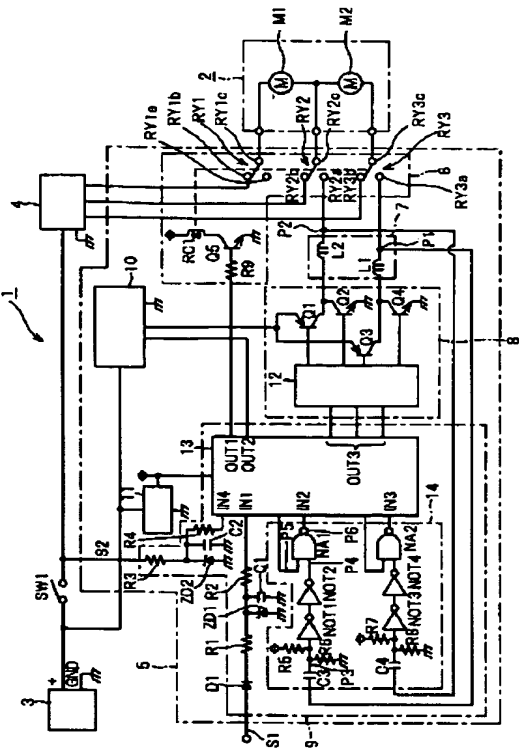 1
M1
M2
2
M
M
RY1a
RY1b
RY1
RY1c
RY2
RY2c
RY3c
RY3
RY2b
RY2a
RY3b
RY3a
4
6
7
P2
P1
L2
L1
RC1
Q5
R9
10
Q1
Q2
Q3
Q4
8
12
13
OUT1
OUT2
OUT3
IN4
IN1
IN2
IN3
11
14
SW1
S2
R3
R4
ZD2
C2
5
3
+
GND
D1
R1
ZD1
C1
R2
S1
9
R5
R6
C3
P3
NOT1
NOT2
NA1
P5
P6
P4
NA2
R7
R8
C4
NOT3
NOT4